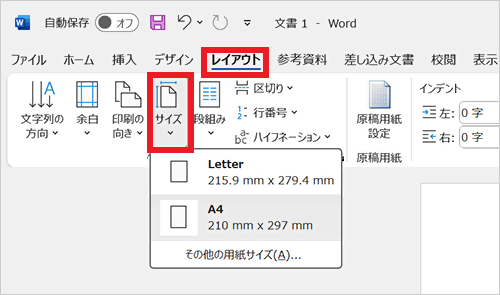 自動保存 オフ 文書 1 - Word
ファイル ホーム 挿入 デザイン レイアウト 参考資料 差し込み文書 校閲 表示
文字列の方向
余白
印刷の向き
サイズ
段組み
区切り
行番号
ハイフネーション
原稿用紙設定
原稿用紙
インデント
左: 0 字
右: 0 字
Letter
215.9 mm x 279.4 mm
A4
210 mm x 297 mm
その他の用紙サイズ(A)...